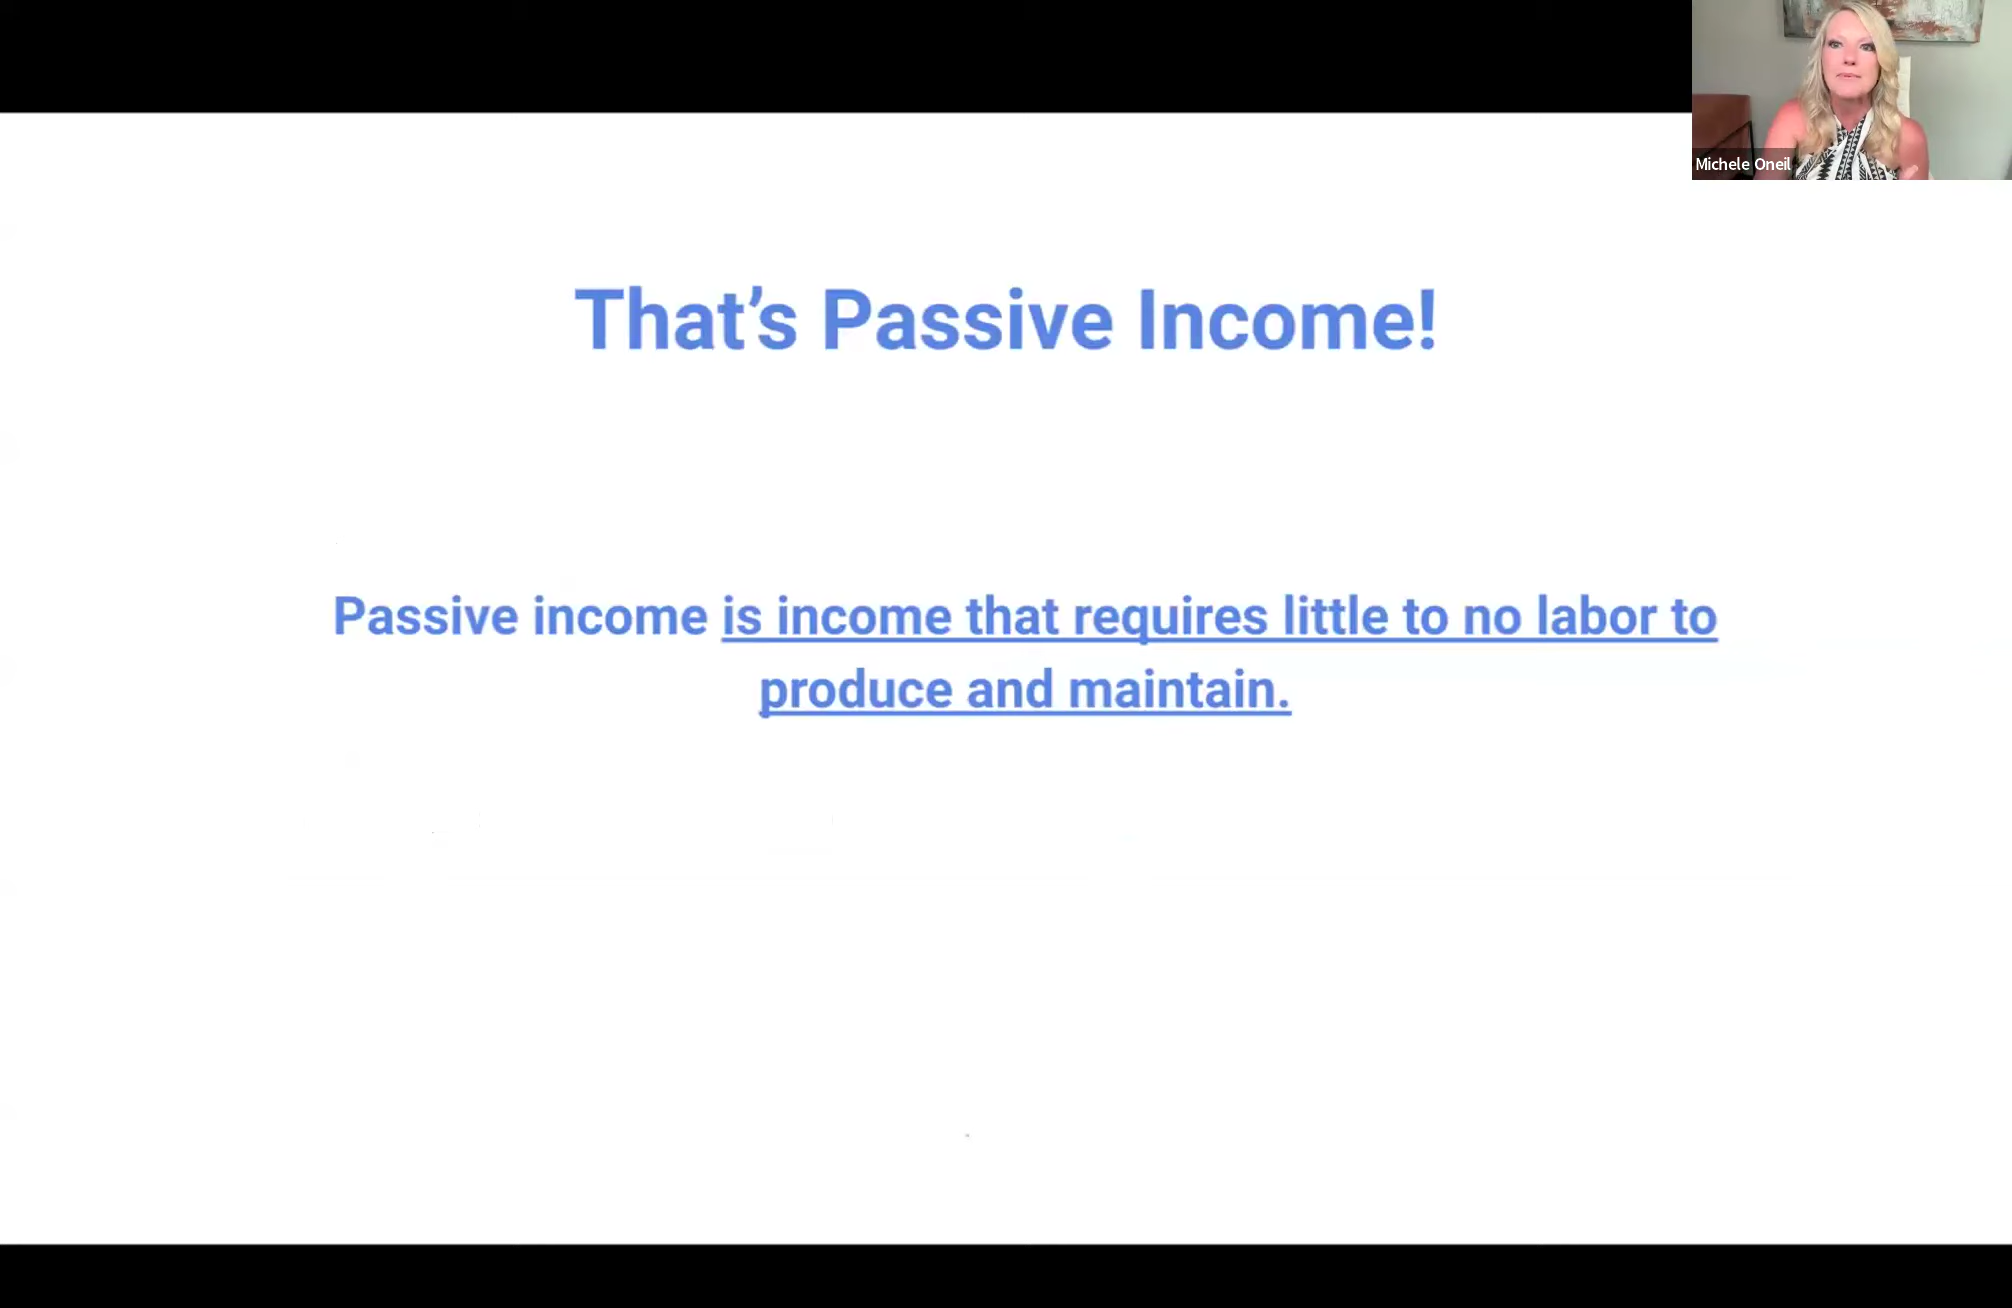 Michele Oneil
That’s Passive Income!
Passive income is income that requires little to no labor to
produce and maintain.